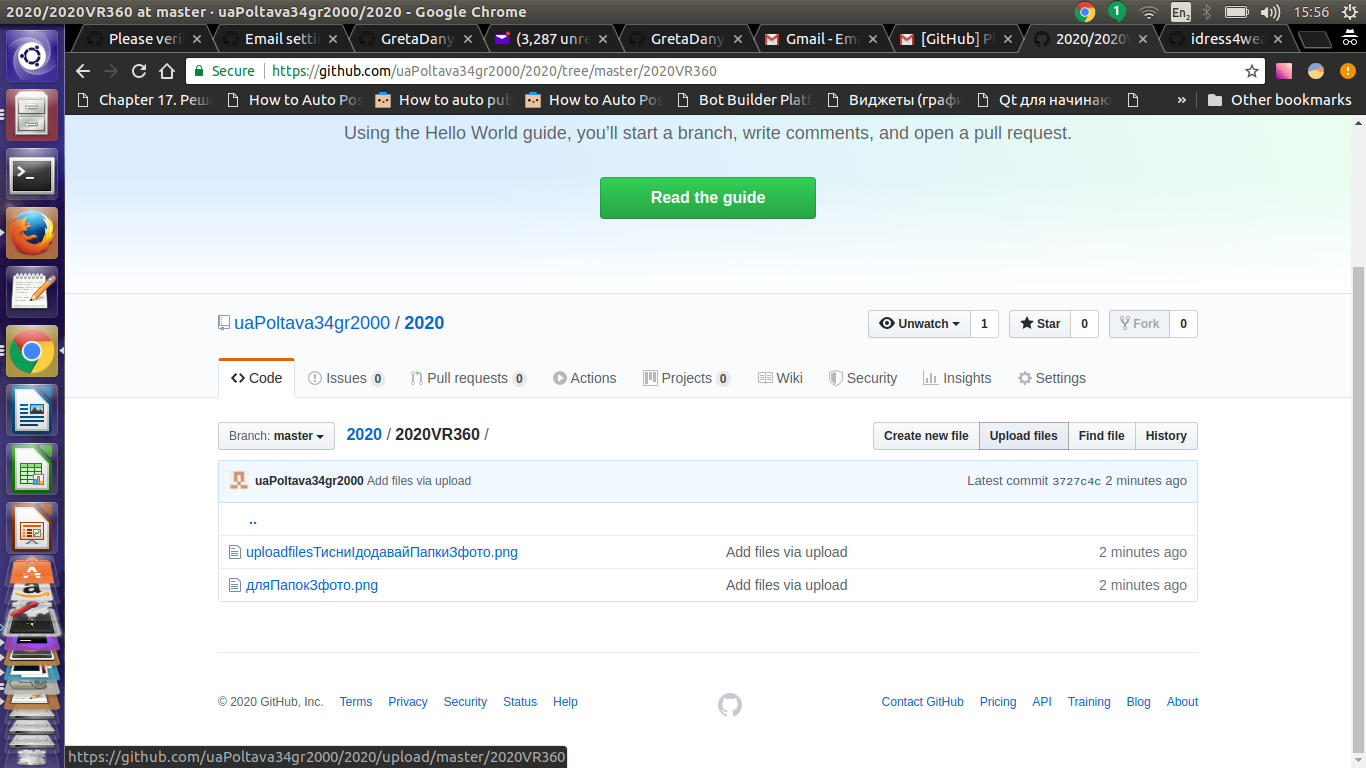 2020/2020VR360 at master · uaPoltava34gr2000/2020 - Google Chrome
1 En2 15:56
Please veri
Email setti
GretaDany
(3,287 unre
GretaDany
Gmail - Ema
[GitHub] Pl
2020/2020V
idress4wea
Secure https://github.com/uaPoltava34gr2000/2020/tree/master/2020VR360
Chapter 17. Реше How to Auto Pos How to auto pub How to Auto Pos Bot Builder Platf Виджеты (графи Qt для начинающ » Other bookmarks
Using the Hello World guide, you’ll start a branch, write comments, and open a pull request.
Read the guide
uaPoltava34gr2000 / 2020
Unwatch 1 Star 0 Fork 0
Code Issues 0 Pull requests 0 Actions Projects 0 Wiki Security Insights Settings
Branch: master 2020 / 2020VR360 / Create new file Upload files Find file History
uaPoltava34gr2000 Add files via upload Latest commit 3727c4c 2 minutes ago
..
uploadfilesТисниІдодавайПапкиЗфото.png Add files via upload 2 minutes ago
дляПапокЗфото.png Add files via upload 2 minutes ago
© 2020 GitHub, Inc. Terms Privacy Security Status Help Contact GitHub Pricing API Training Blog About
https://github.com/uaPoltava34gr2000/2020/upload/master/2020VR360